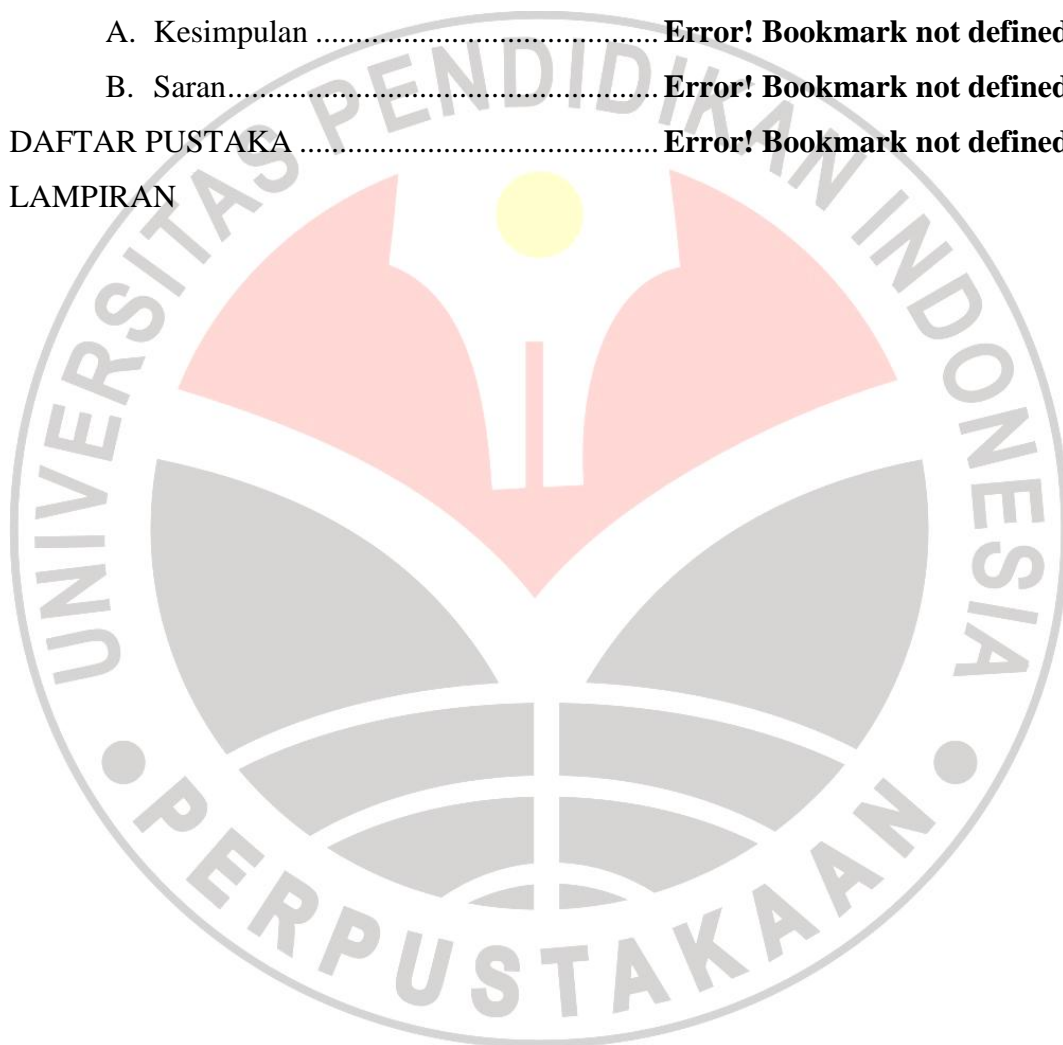 A. Kesimpulan ........................................... Error! Bookmark not defined
B. Saran...................................................... Error! Bookmark not defined
DAFTAR PUSTAKA ............................................. Error! Bookmark not defined
LAMPIRAN
UNIVERSITAS PENDIDIKAN INDONESIA
PERPUSTAKAAN